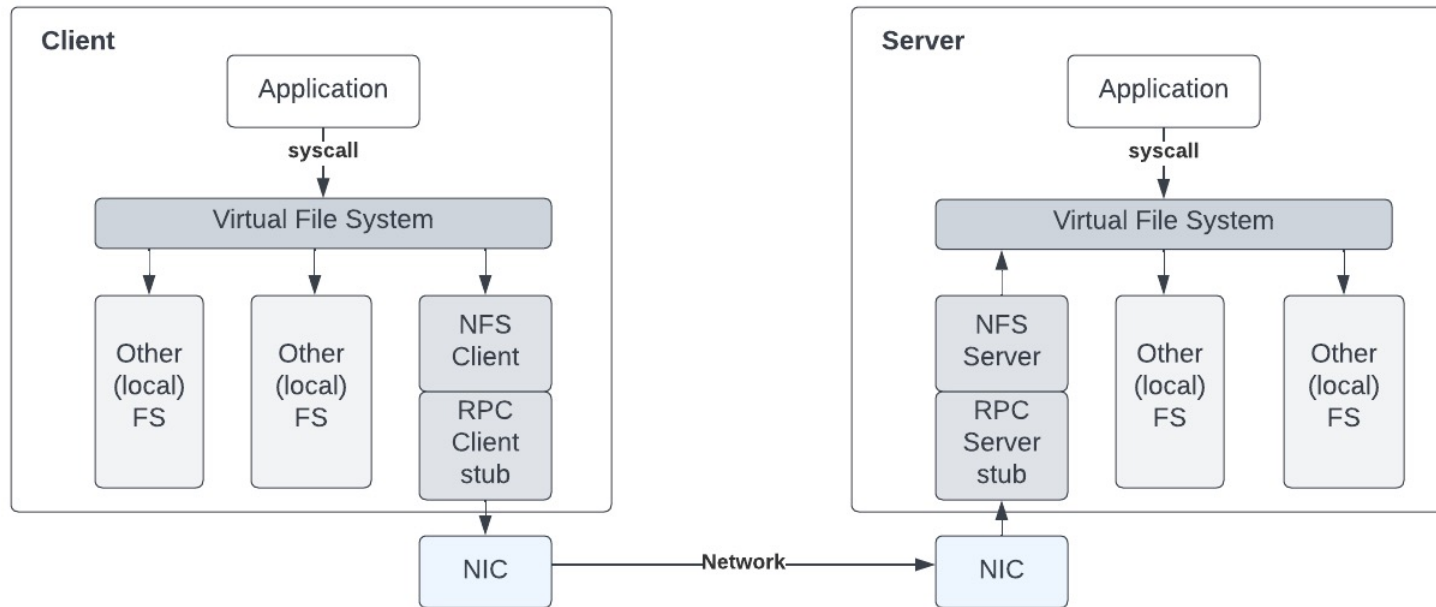 Client
Application
syscall
Virtual File System
Other
(local)
FS
Other
(local)
FS
NFS
Client
RPC
Client
stub
NIC
Network
Server
Application
syscall
Virtual File System
NFS
Server
RPC
Server
stub
Other
(local)
FS
Other
(local)
FS
NIC